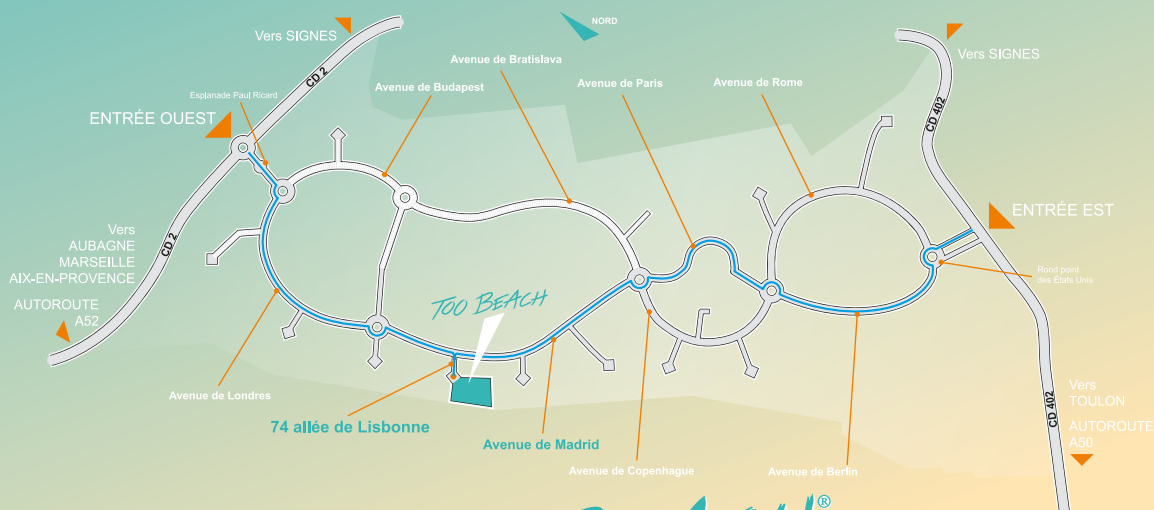 NORD
Vers SIGNES
CD 2
Avenue de Bratislava
Avenue de Budapest
Avenue de Paris
Avenue de Rome
Vers SIGNES
CD 402
Esplanade Paul Ricard
ENTRÉE OUEST
ENTRÉE EST
Vers
AUBAGNE
MARSEILLE
AIX-EN-PROVENCE
CD 2
AUTOROUTE
A52
Rond point
des États Unis
TOO BEACH
Avenue de Londres
74 allée de Lisbonne
Avenue de Madrid
Avenue de Copenhague
Avenue de Berlin
CD 402
Vers
TOULON
AUTOROUTE
A50
®